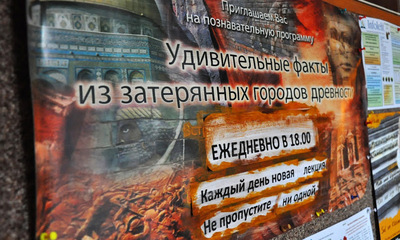 Приглашаем Вас
на познавательную программу
Удивительные факты
из затерянных городов древности
ЕЖЕДНЕВНО В 18.00
Каждый день новая лекция
Не пропустите ни одной